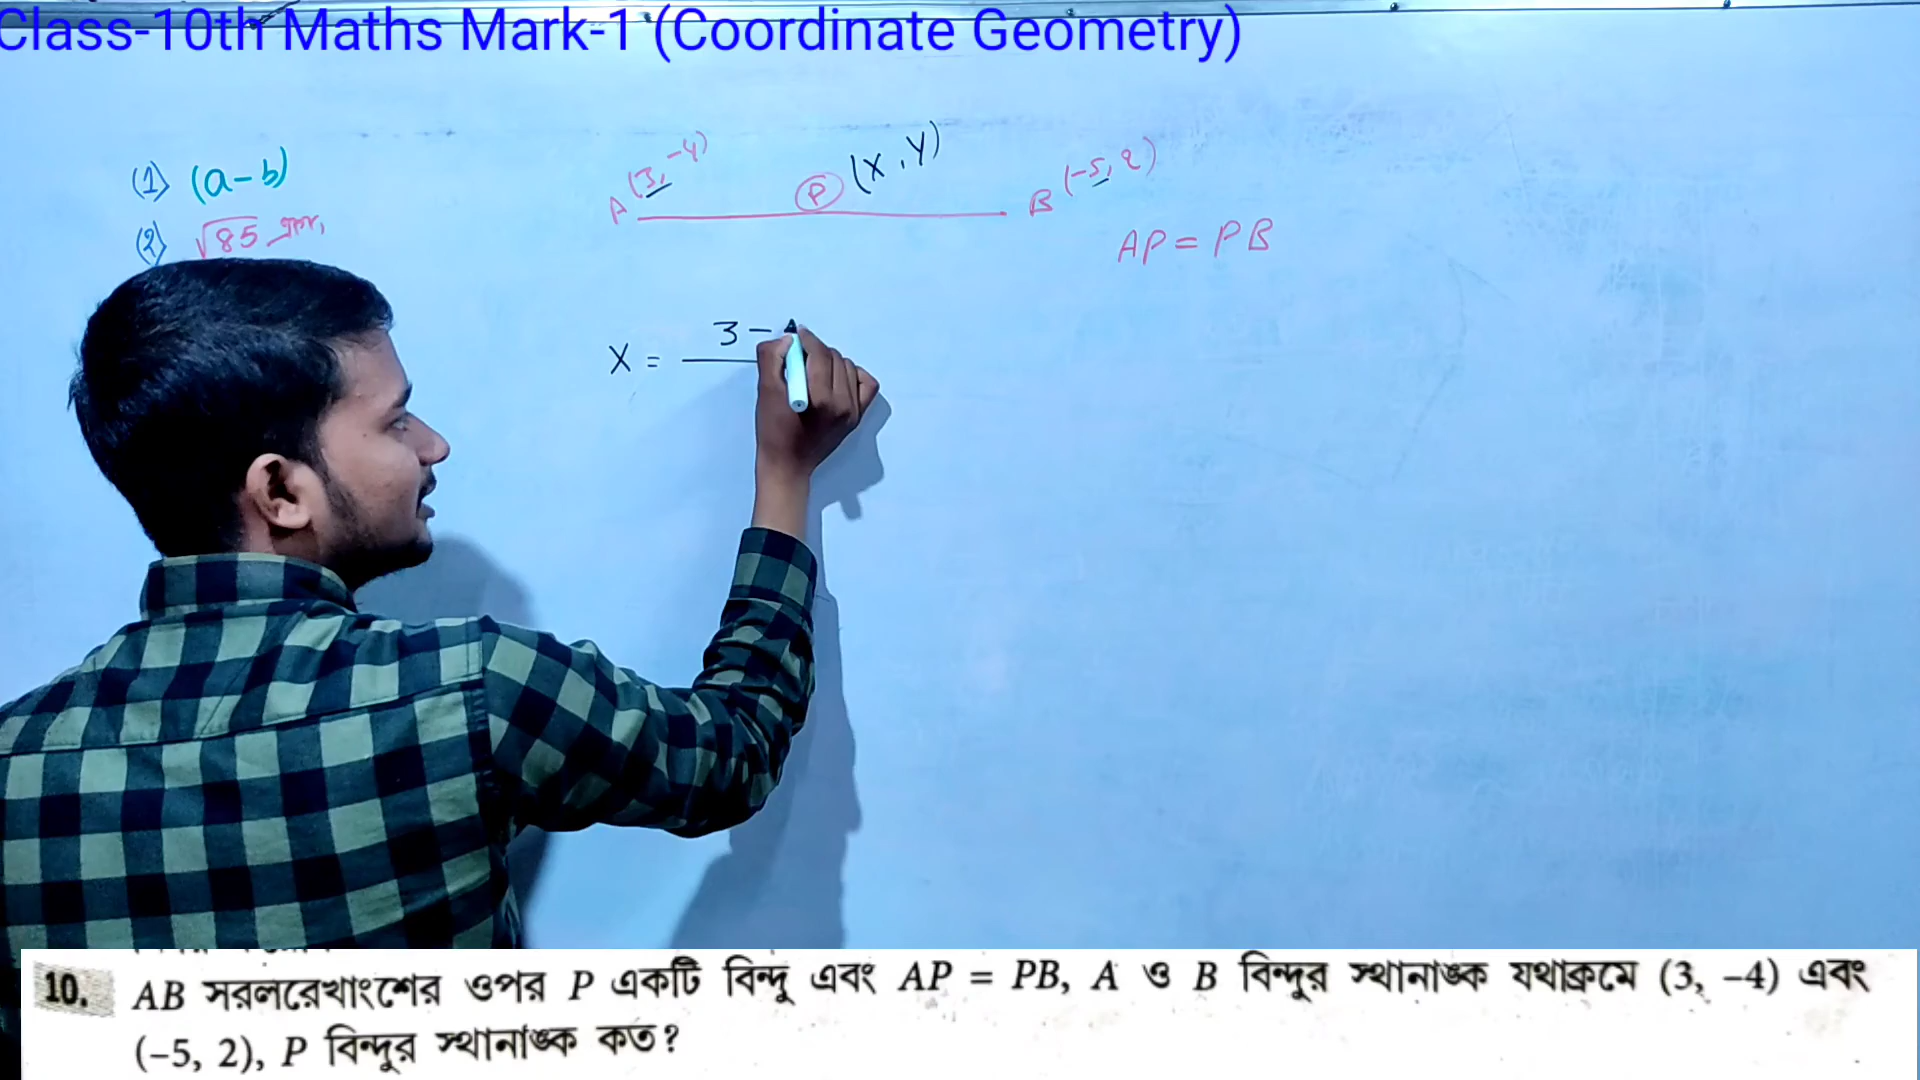 Class-10th Maths Mark-1 (Coordinate Geometry)
(1) (a-b)
(2) √85
A (3, -4)
P (x, y)
B (-5, 2)
AP = PB
X = 3 -
10. AB সরলরেখাংশের ওপর P একটি বিন্দু এবং AP = PB, A ও B বিন্দুর স্থানাঙ্ক যথাক্রমে (3, –4) এবং
(–5, 2), P বিন্দুর স্থানাঙ্ক কত?